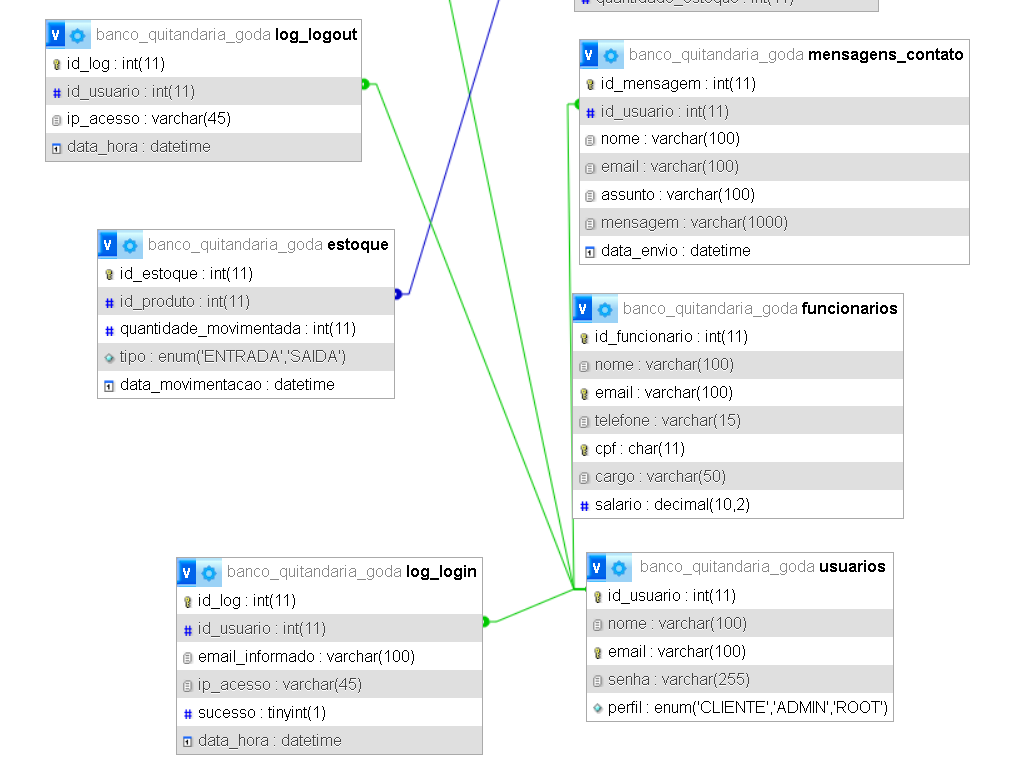 V banco_quitandaria_goda log_logout
id_log : int(11)
id_usuario : int(11)
ip_acesso : varchar(45)
data_hora : datetime
quantidade_estoque : int(11)
V banco_quitandaria_goda mensagens_contato
id_mensagem : int(11)
id_usuario : int(11)
nome : varchar(100)
email : varchar(100)
assunto : varchar(100)
mensagem : varchar(1000)
data_envio : datetime
V banco_quitandaria_goda estoque
id_estoque : int(11)
id_produto : int(11)
quantidade_movimentada : int(11)
tipo : enum('ENTRADA','SAIDA')
data_movimentacao : datetime
V banco_quitandaria_goda funcionarios
id_funcionario : int(11)
nome : varchar(100)
email : varchar(100)
telefone : varchar(15)
cpf : char(11)
cargo : varchar(50)
salario : decimal(10,2)
V banco_quitandaria_goda log_login
id_log : int(11)
id_usuario : int(11)
email_informado : varchar(100)
ip_acesso : varchar(45)
sucesso : tinyint(1)
data_hora : datetime
V banco_quitandaria_goda usuarios
id_usuario : int(11)
nome : varchar(100)
email : varchar(100)
senha : varchar(255)
perfil : enum('CLIENTE','ADMIN','ROOT')